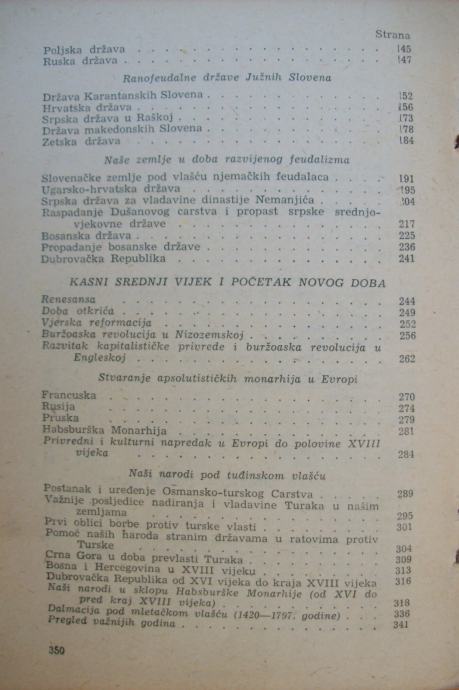 Strana
Poljska država . . . . . . . . . . . . 145
Ruska država . . . . . . . . . . . . 147
Ranofeudalne države Južnih Slovena
Država Karantanskih Slovena . . . . . . . . 152
Hrvatska država . . . . . . . . . . . . 156
Srpska država u Raškoj . . . . . . . . . . 173
Država makedonskih Slovena . . . . . . . . 178
Zetska država . . . . . . . . . . . . 184
Naše zemlje u doba razvijenog feudalizma
Slovenačke zemlje pod vlašću njemačkih feudalaca . . . 191
Ugarsko-hrvatska država . . . . . . . . . . 195
Srpska država za vladavine dinastije Nemanjića . . . . 204
Raspadanje Dušanovog carstva i propast srpske srednjo-
vjekovne države . . . . . . . . . . 217
Bosanska država . . . . . . . . . . . . 225
Propadanje bosanske države . . . . . . . . . 236
Dubrovačka Republika . . . . . . . . . . 241
KASNI SREDNJI VIJEK I POČETAK NOVOG DOBA
Renesansa . . . . . . . . . . . . 244
Doba otkrića . . . . . . . . . . . . 249
Vjerska reformacija . . . . . . . . . . 252
Buržoaska revolucija u Nizozemskoj . . . . . . . 256
Razvitak kapitalističke privrede i buržoaska revolucija u
Engleskoj . . . . . . . . . . . . 262
Stvaranje apsolutističkih monarhija u Evropi
Francuska . . . . . . . . . . . . 270
Rusija . . . . . . . . . . . . 274
Pruska . . . . . . . . . . . . 279
Habsburška Monarhija . . . . . . . . . . 281
Privredni i kulturni napredak u Evropi do polovine XVIII
vijeka . . . . . . . . . . . . 284
Naši narodi pod tuđinskom vlašću
Postanak i uređenje Osmansko-turskog Carstva . . . . 289
Važnije posljedice nadiranja i vladavine Turaka u našim
zemljama . . . . . . . . . . . . 295
Prvi oblici borbe protiv turske vlasti . . . . . . . 301
Pomoć naših naroda stranim državama u ratovima protiv
Turske . . . . . . . . . . . . 304
Crna Gora u doba prevlasti Turaka . . . . . . . 309
Bosna i Hercegovina u XVIII vijeku . . . . . . . 313
Dubrovačka Republika od XVI vijeka do kraja XVIII vijeka 316
Naši narodi u sklopu Habsburške Monarhije (od XVI do
pred kraj XVIII vijeka) . . . . . . . . . 318
Dalmacija pod mletačkom vlašću (1420—1797. godine) . . . 336
Pregled važnijih godina . . . . . . . . . . 341
350